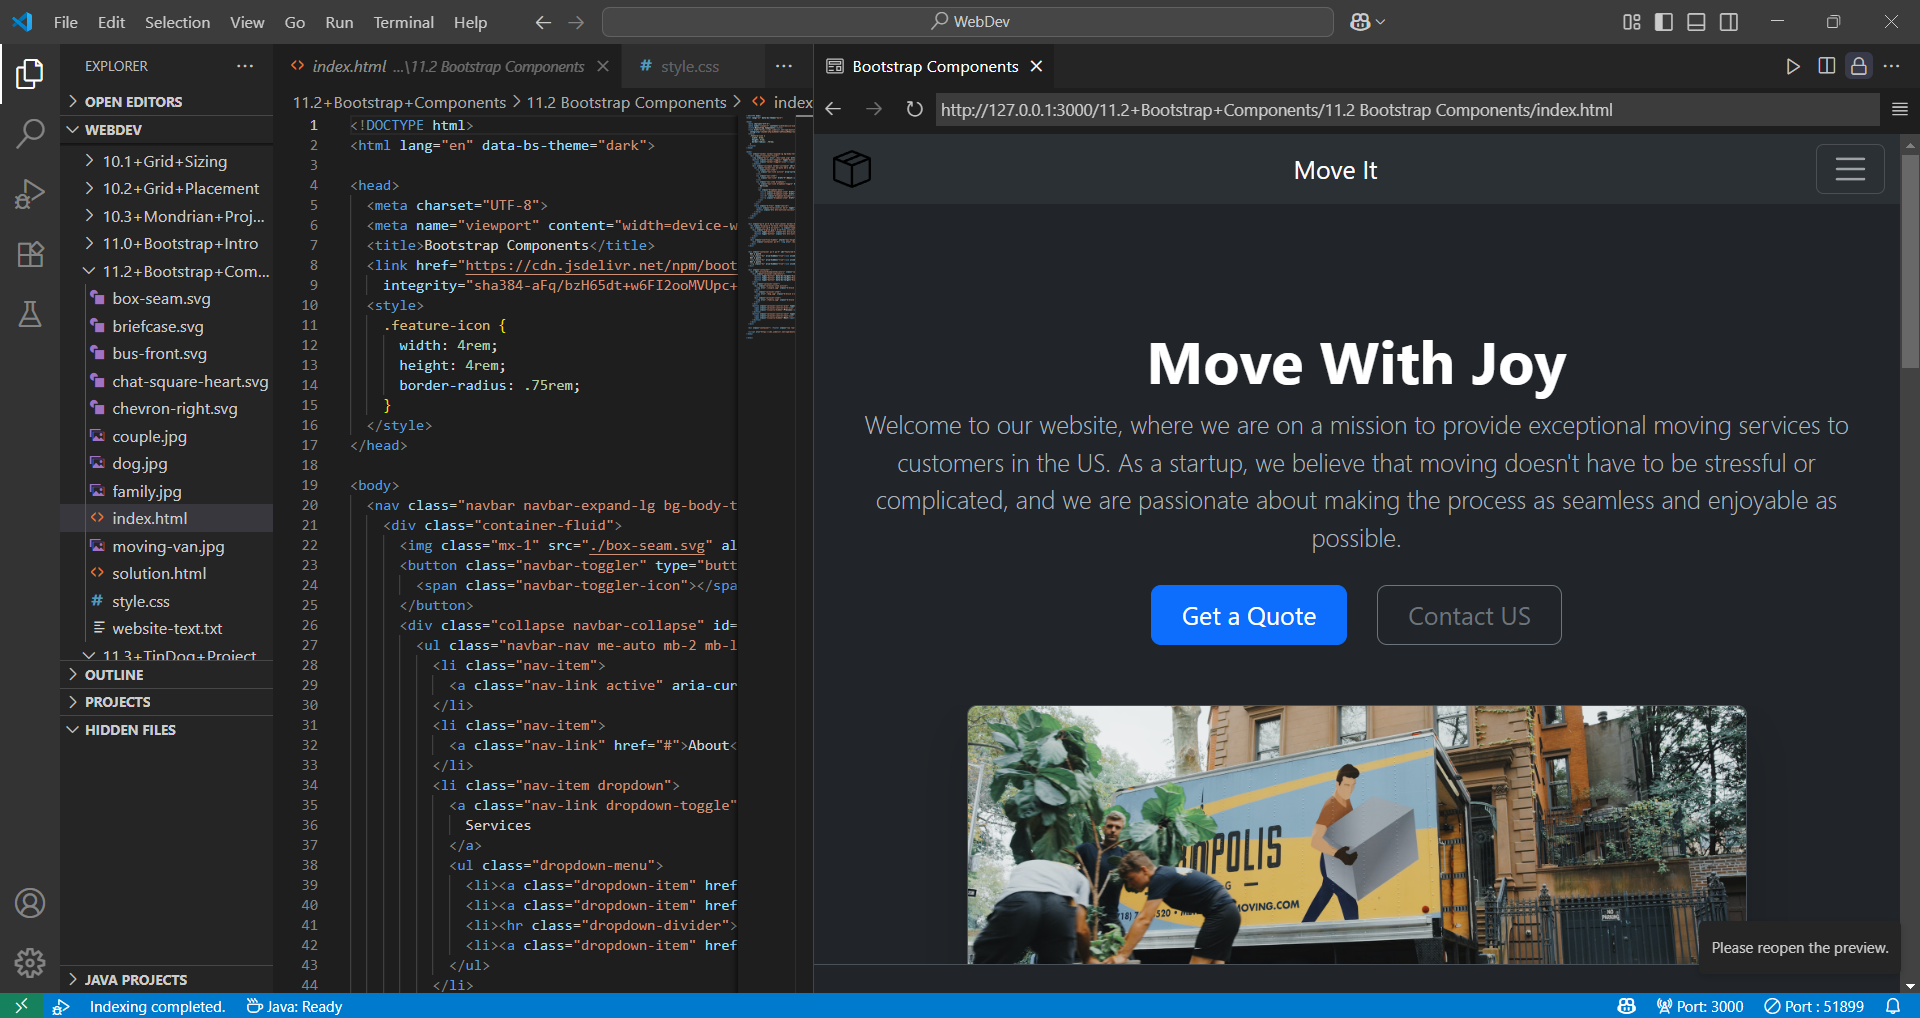 File Edit Selection View Go Run Terminal Help
WebDev
EXPLORER
OPEN EDITORS
WEBDEV
10.1+Grid+Sizing
10.2+Grid+Placement
10.3+Mondrian+Proj...
11.0+Bootstrap+Intro
11.2+Bootstrap+Com...
box-seam.svg
briefcase.svg
bus-front.svg
chat-square-heart.svg
chevron-right.svg
couple.jpg
dog.jpg
family.jpg
index.html
moving-van.jpg
solution.html
style.css
website-text.txt
11.3+TinDog+Project
OUTLINE
PROJECTS
HIDDEN FILES
JAVA PROJECTS
index.html ...\11.2 Bootstrap Components
style.css
11.2+Bootstrap+Components > 11.2 Bootstrap Components > index
1 <!DOCTYPE html>
2 <html lang="en" data-bs-theme="dark">
3
4 <head>
5 <meta charset="UTF-8">
6 <meta name="viewport" content="width=device-w
7 <title>Bootstrap Components</title>
8 <link href="https://cdn.jsdelivr.net/npm/boot
9 integrity="sha384-aFq/bzH65dt+w6FI2ooMVUpc+
10 <style>
11 .feature-icon {
12 width: 4rem;
13 height: 4rem;
14 border-radius: .75rem;
15 }
16 </style>
17 </head>
18
19 <body>
20 <nav class="navbar navbar-expand-lg bg-body-t
21 <div class="container-fluid">
22 <img class="mx-1" src="./box-seam.svg" al
23 <button class="navbar-toggler" type="butt
24 <span class="navbar-toggler-icon"></spa
25 </button>
26 <div class="collapse navbar-collapse" id=
27 <ul class="navbar-nav me-auto mb-2 mb-l
28 <li class="nav-item">
29 <a class="nav-link active" aria-cur
30 </li>
31 <li class="nav-item">
32 <a class="nav-link" href="#">About<
33 </li>
34 <li class="nav-item dropdown">
35 <a class="nav-link dropdown-toggle"
36 Services
37 </a>
38 <ul class="dropdown-menu">
39 <li><a class="dropdown-item" href
40 <li><a class="dropdown-item" href
41 <li><hr class="dropdown-divider">
42 <li><a class="dropdown-item" href
43 </ul>
44 </li>
Bootstrap Components
http://127.0.0.1:3000/11.2+Bootstrap+Components/11.2 Bootstrap Components/index.html
Move It
Move With Joy
Welcome to our website, where we are on a mission to provide exceptional moving services to
customers in the US. As a startup, we believe that moving doesn't have to be stressful or
complicated, and we are passionate about making the process as seamless and enjoyable as
possible.
Get a Quote
Contact US
MOVING.COM
Please reopen the preview.
Indexing completed.
Java: Ready
Port: 3000
Port : 51899